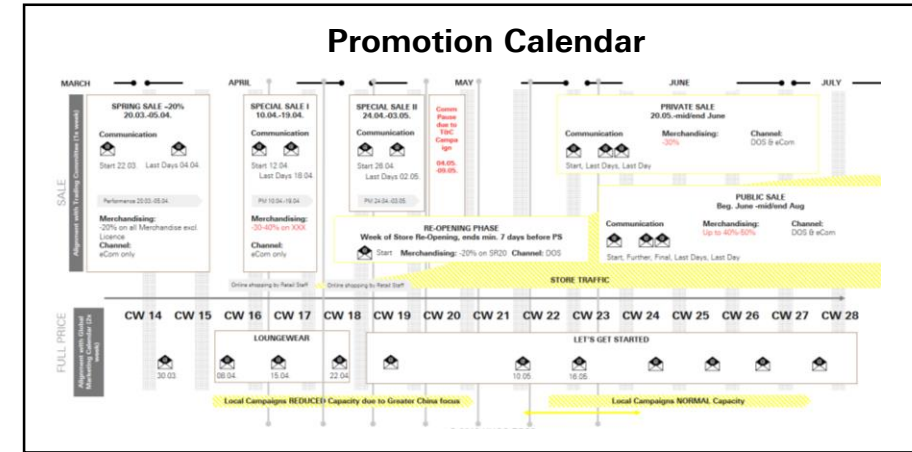 Promotion Calendar
MARCH
APRIL
MAY
JUNE
JULY
SALE
Alignment with Trading Committee (1x week)
SPRING SALE -20%
20.03.-05.04.
Communication
Start 22.03. Last Days 04.04.
Performance 20.03.-05.04.
Merchandising:
-20% on all Merchandise excl.
Licence
Channel:
eCom only
SPECIAL SALE I
10.04.-19.04.
Communication
Start 12.04.
Last Days 18.04.
PM 10.04.-19.04
Merchandising:
-30-40% on XXX
Channel:
eCom only
SPECIAL SALE II
24.04.-03.05.
Communication
Start 26.04.
Last Days 02.05.
PM 24.04.-03.05.
Comm
Pause
due to
Campa
ign
04.05.
-09.05.
PRIVATE SALE
20.05.-mid/end June
Communication
Start, Last Days, Last Day
Merchandising:
-30%
Channel:
DOS & eCom
PUBLIC SALE
Beg. June -mid/end Aug
Communication
Start, Further, Final, Last Days, Last Day
Merchandising:
Up to 40%-50%
Channel:
DOS & eCom
RE-OPENING PHASE
Week of Store Re-Opening, ends min. 7 days before PS
Start Merchandising: -20% on SR20 Channel: DOS
Online shopping by Retail Staff
Online shopping by Retail Staff
STORE TRAFFIC
CW 14 CW 15 CW 16 CW 17 CW 18 CW 19 CW 20 CW 21 CW 22 CW 23 CW 24 CW 25 CW 26 CW 27 CW 28
FULL PRICE
Alignment with Global
Marketing Calendar (2x
week)
30.03.
LOUNGEWEAR
08.04.
15.04.
22.04
LET'S GET STARTED
10.05.
16.05.
Local Campaigns REDUCED Capacity due to Greater China focus
Local Campaigns NORMAL Capacity